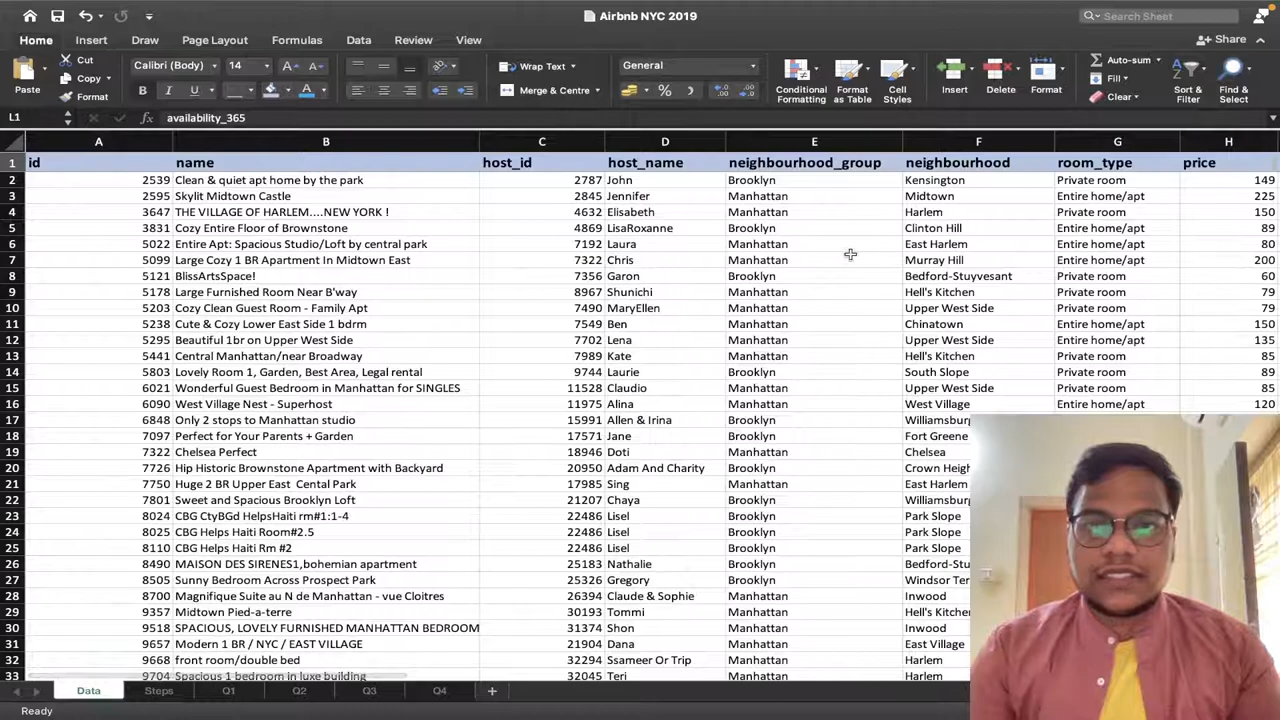 Airbnb NYC 2019
Search Sheet
Home Insert Draw Page Layout Formulas Data Review View
Share
Paste
Cut
Copy
Format
Calibri (Body) 14
B I U
Wrap Text
Merge & Centre
General
Conditional Formatting
Format as Table
Cell Styles
Insert
Delete
Format
Auto-sum
Fill
Clear
Sort & Filter
Find & Select
L1 fx availability_365
A B C D E F G H
1 id name host_id host_name neighbourhood_group neighbourhood room_type price
2 2539 Clean & quiet apt home by the park 2787 John Brooklyn Kensington Private room 149
3 2595 Skylit Midtown Castle 2845 Jennifer Manhattan Midtown Entire home/apt 225
4 3647 THE VILLAGE OF HARLEM....NEW YORK ! 4632 Elisabeth Manhattan Harlem Private room 150
5 3831 Cozy Entire Floor of Brownstone 4869 LisaRoxanne Brooklyn Clinton Hill Entire home/apt 89
6 5022 Entire Apt: Spacious Studio/Loft by central park 7192 Laura Manhattan East Harlem Entire home/apt 80
7 5099 Large Cozy 1 BR Apartment In Midtown East 7322 Chris Manhattan Murray Hill Entire home/apt 200
8 5121 BlissArtsSpace! 7356 Garon Brooklyn Bedford-Stuyvesant Private room 60
9 5178 Large Furnished Room Near B'way 8967 Shunichi Manhattan Hell's Kitchen Private room 79
10 5203 Cozy Clean Guest Room - Family Apt 7490 MaryEllen Manhattan Upper West Side Private room 79
11 5238 Cute & Cozy Lower East Side 1 bdrm 7549 Ben Manhattan Chinatown Entire home/apt 150
12 5295 Beautiful 1br on Upper West Side 7702 Lena Manhattan Upper West Side Entire home/apt 135
13 5441 Central Manhattan/near Broadway 7989 Kate Manhattan Hell's Kitchen Private room 85
14 5803 Lovely Room 1, Garden, Best Area, Legal rental 9744 Laurie Brooklyn South Slope Private room 89
15 6021 Wonderful Guest Bedroom in Manhattan for SINGLES 11528 Claudio Manhattan Upper West Side Private room 85
16 6090 West Village Nest - Superhost 11975 Alina Manhattan West Village Entire home/apt 120
17 6848 Only 2 stops to Manhattan studio 15991 Allen & Irina Brooklyn Williamsburg
18 7097 Perfect for Your Parents + Garden 17571 Jane Brooklyn Fort Greene
19 7322 Chelsea Perfect 18946 Doti Manhattan Chelsea
20 7726 Hip Historic Brownstone Apartment with Backyard 20950 Adam And Charity Brooklyn Crown Heigh
21 7750 Huge 2 BR Upper East  Cental Park 17985 Sing Manhattan East Harlem
22 7801 Sweet and Spacious Brooklyn Loft 21207 Chaya Brooklyn Williamsburg
23 8024 CBG CtyBGd HelpsHaiti rm#1:1-4 22486 Lisel Brooklyn Park Slope
24 8025 CBG Helps Haiti Room#2.5 22486 Lisel Brooklyn Park Slope
25 8110 CBG Helps Haiti Rm #2 22486 Lisel Brooklyn Park Slope
26 8490 MAISON DES SIRENES1,bohemian apartment 25183 Nathalie Brooklyn Bedford-Stu
27 8505 Sunny Bedroom Across Prospect Park 25326 Gregory Brooklyn Windsor Ter
28 8700 Magnifique Suite au N de Manhattan - vue Cloitres 26394 Claude & Sophie Manhattan Inwood
29 9357 Midtown Pied-a-terre 30193 Tommi Manhattan Hell's Kitche
30 9518 SPACIOUS, LOVELY FURNISHED MANHATTAN BEDROOM 31374 Shon Manhattan Inwood
31 9657 Modern 1 BR / NYC / EAST VILLAGE 21904 Dana Manhattan East Village
32 9668 front room/double bed 32294 Ssameer Or Trip Manhattan Harlem
33 9704 Spacious 1 bedroom in luxe building 32045 Teri Manhattan Harlem
Data Steps Q1 Q2 Q3 Q4
Ready